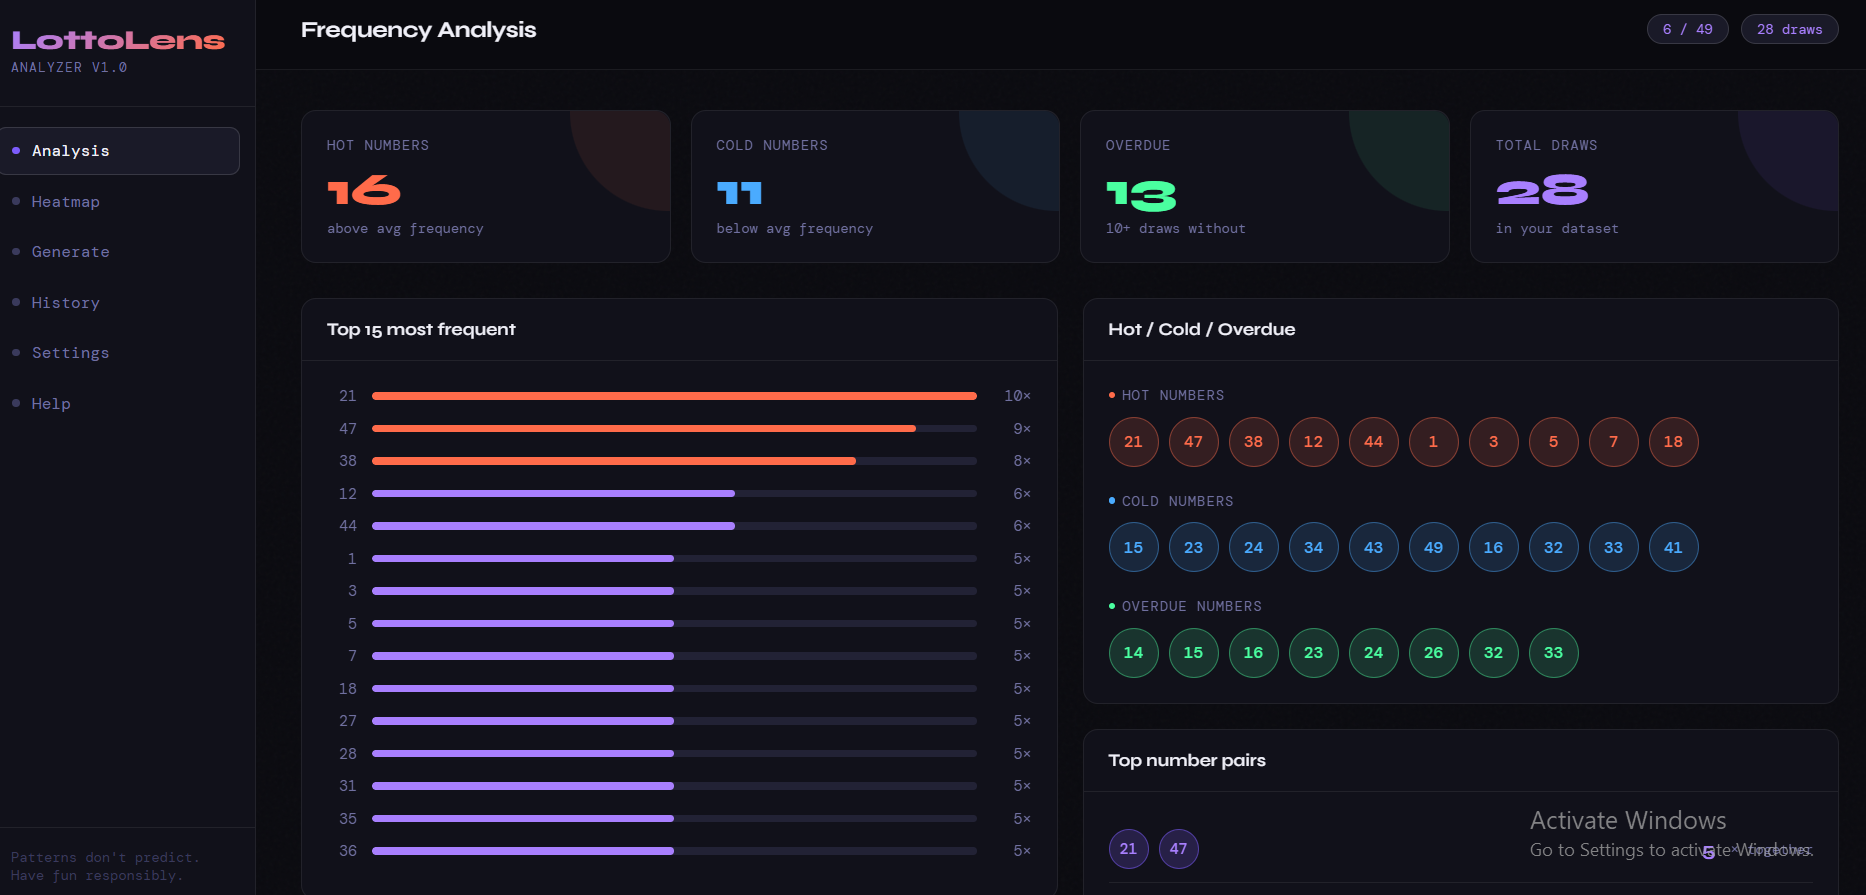 LottoLens
ANALYZER V1.0
Analysis
Heatmap
Generate
History
Settings
Help
Patterns don't predict.
Have fun responsibly.
Frequency Analysis
6 / 49
28 draws
HOT NUMBERS
16
above avg frequency
COLD NUMBERS
11
below avg frequency
OVERDUE
13
10+ draws without
TOTAL DRAWS
28
in your dataset
Top 15 most frequent
21 10×
47 9×
38 8×
12 6×
44 6×
1 5×
3 5×
5 5×
7 5×
18 5×
27 5×
28 5×
31 5×
35 5×
36 5×
Hot / Cold / Overdue
HOT NUMBERS
21 47 38 12 44 1 3 5 7 18
COLD NUMBERS
15 23 24 34 43 49 16 32 33 41
OVERDUE NUMBERS
14 15 16 23 24 26 32 33
Top number pairs
21 47 5× together
Activate Windows
Go to Settings to activate Windows.